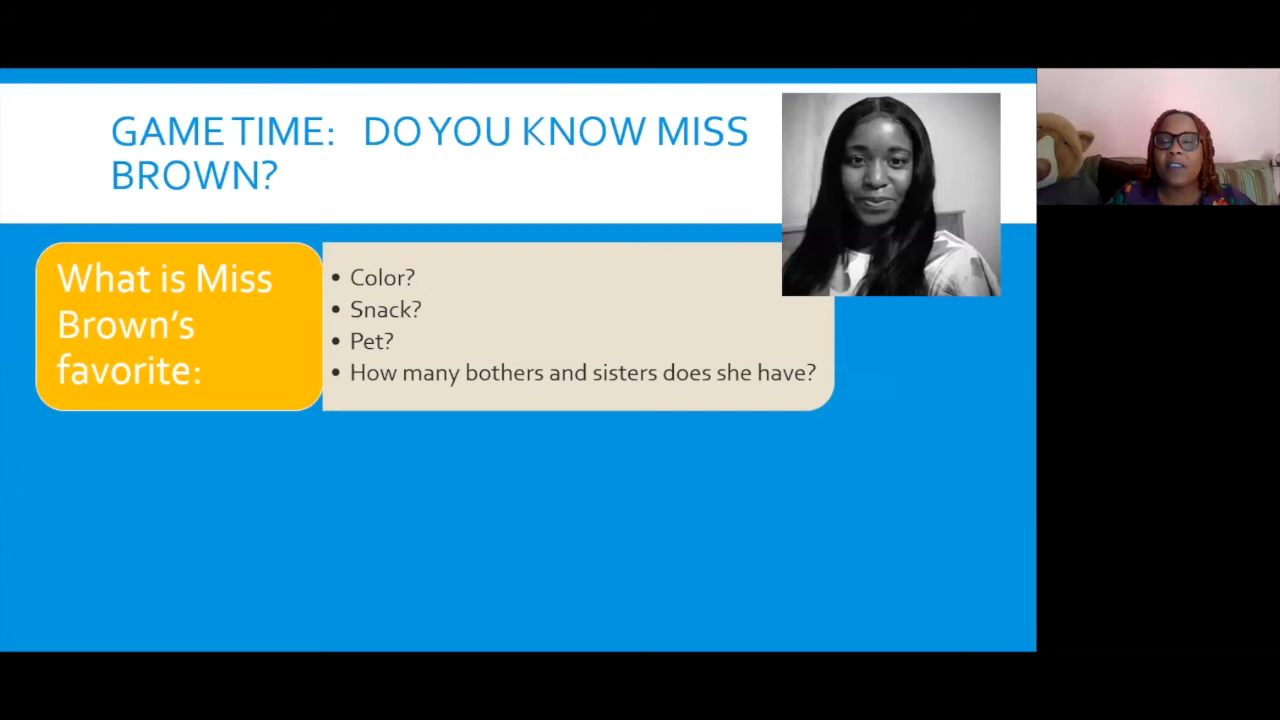 GAME TIME: DO YOU KNOW MISS
BROWN?
What is Miss
Brown's
favorite:
• Color?
• Snack?
• Pet?
• How many bothers and sisters does she have?